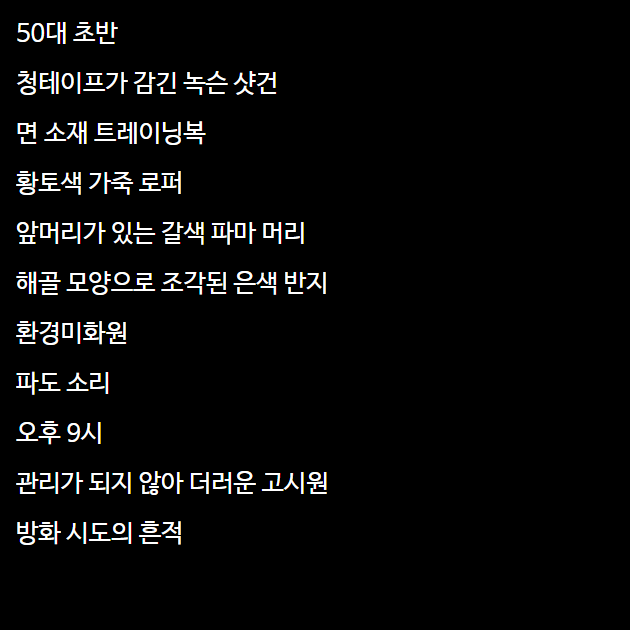 50대 초반
청테이프가 감긴 녹슨 샷건
면 소재 트레이닝복
황토색 가죽 로퍼
앞머리가 있는 갈색 파마 머리
해골 모양으로 조각된 은색 반지
환경미화원
파도 소리
오후 9시
관리가 되지 않아 더러운 고시원
방화 시도의 흔적